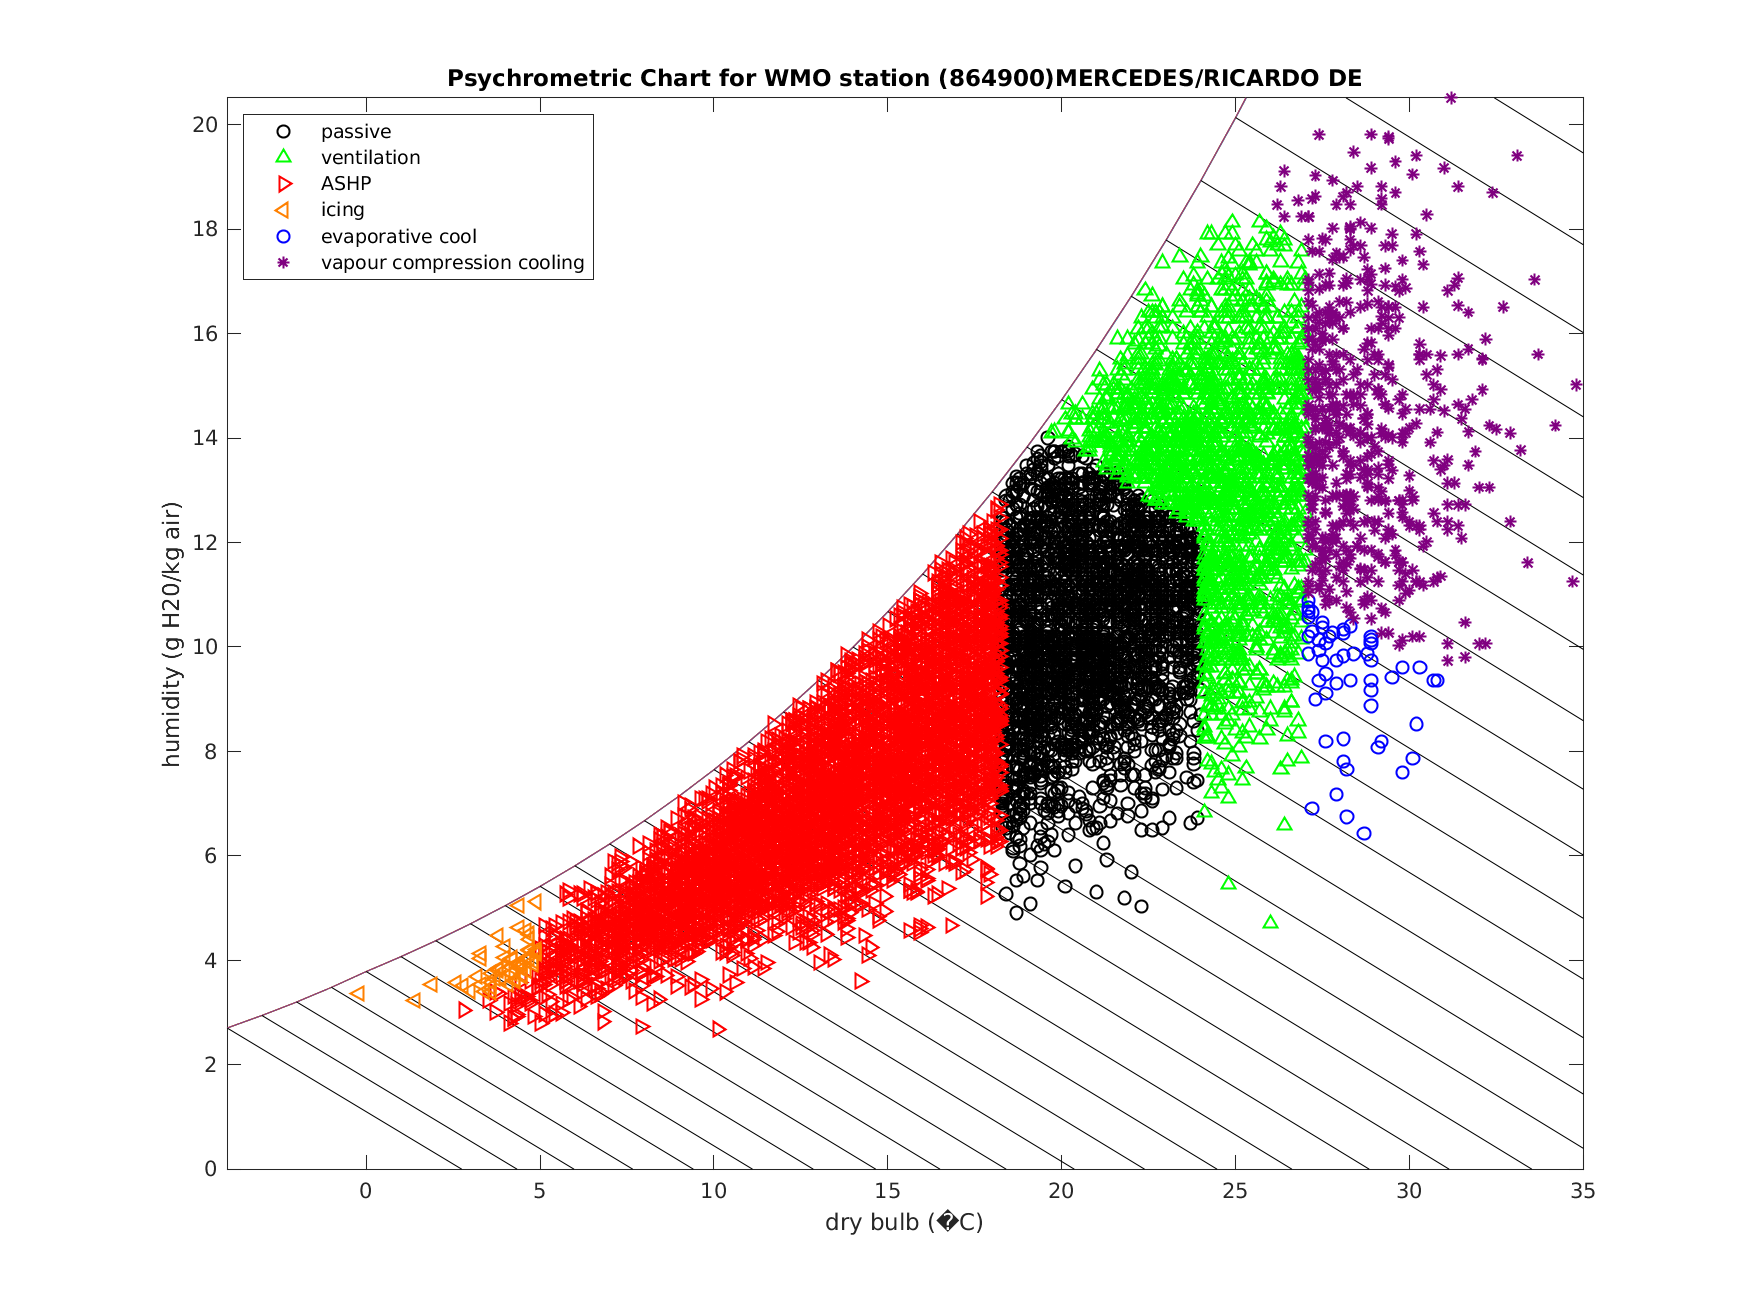 Psychrometric Chart for WMO station (864900)MERCEDES/RICARDO DE
passive
ventilation
ASHP
icing
evaporative cool
vapour compression cooling
20
18
16
14
12
10
8
6
4
2
0
humidity (g H20/kg air)
0 5 10 15 20 25 30 35
dry bulb (�C)